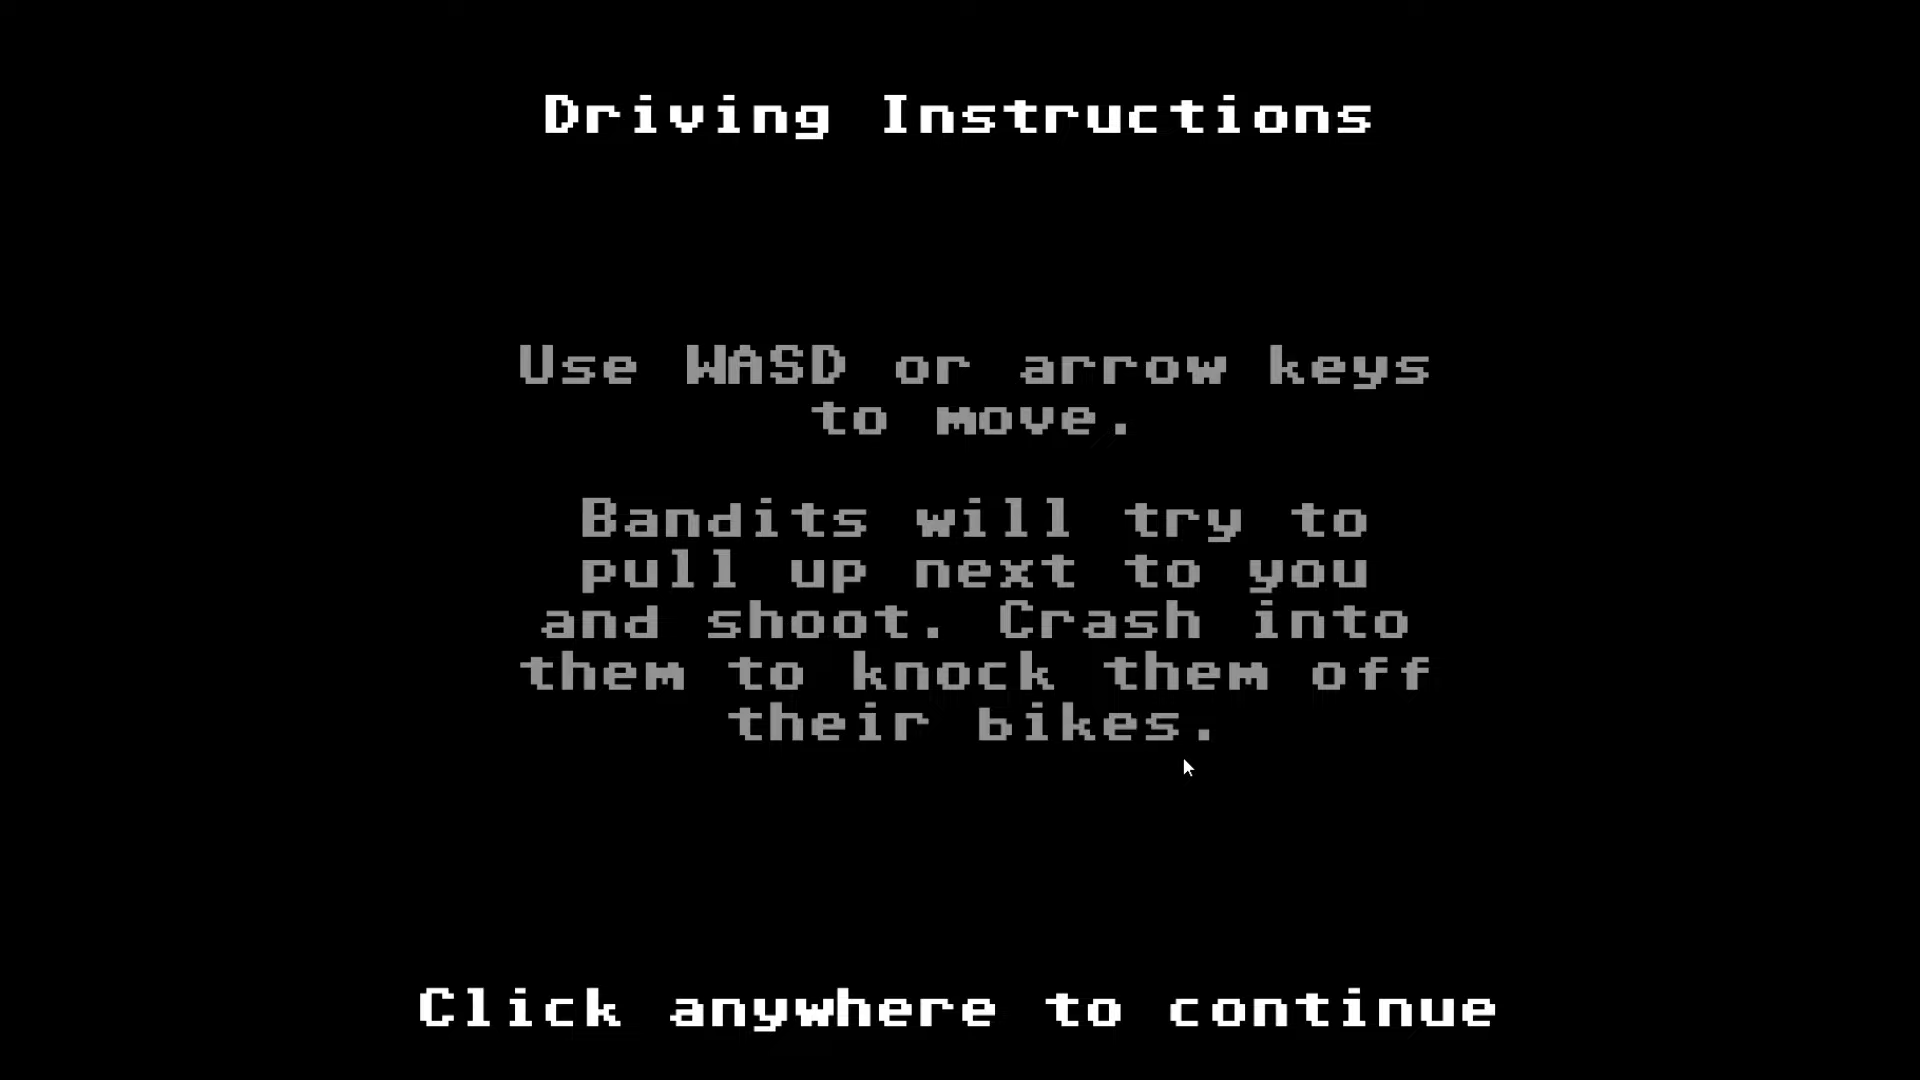 Driving Instructions
Use WASD or arrow keys
to move.
Bandits will try to
pull up next to you
and shoot. Crash into
them to knock them off
their bikes.
Click anywhere to continue